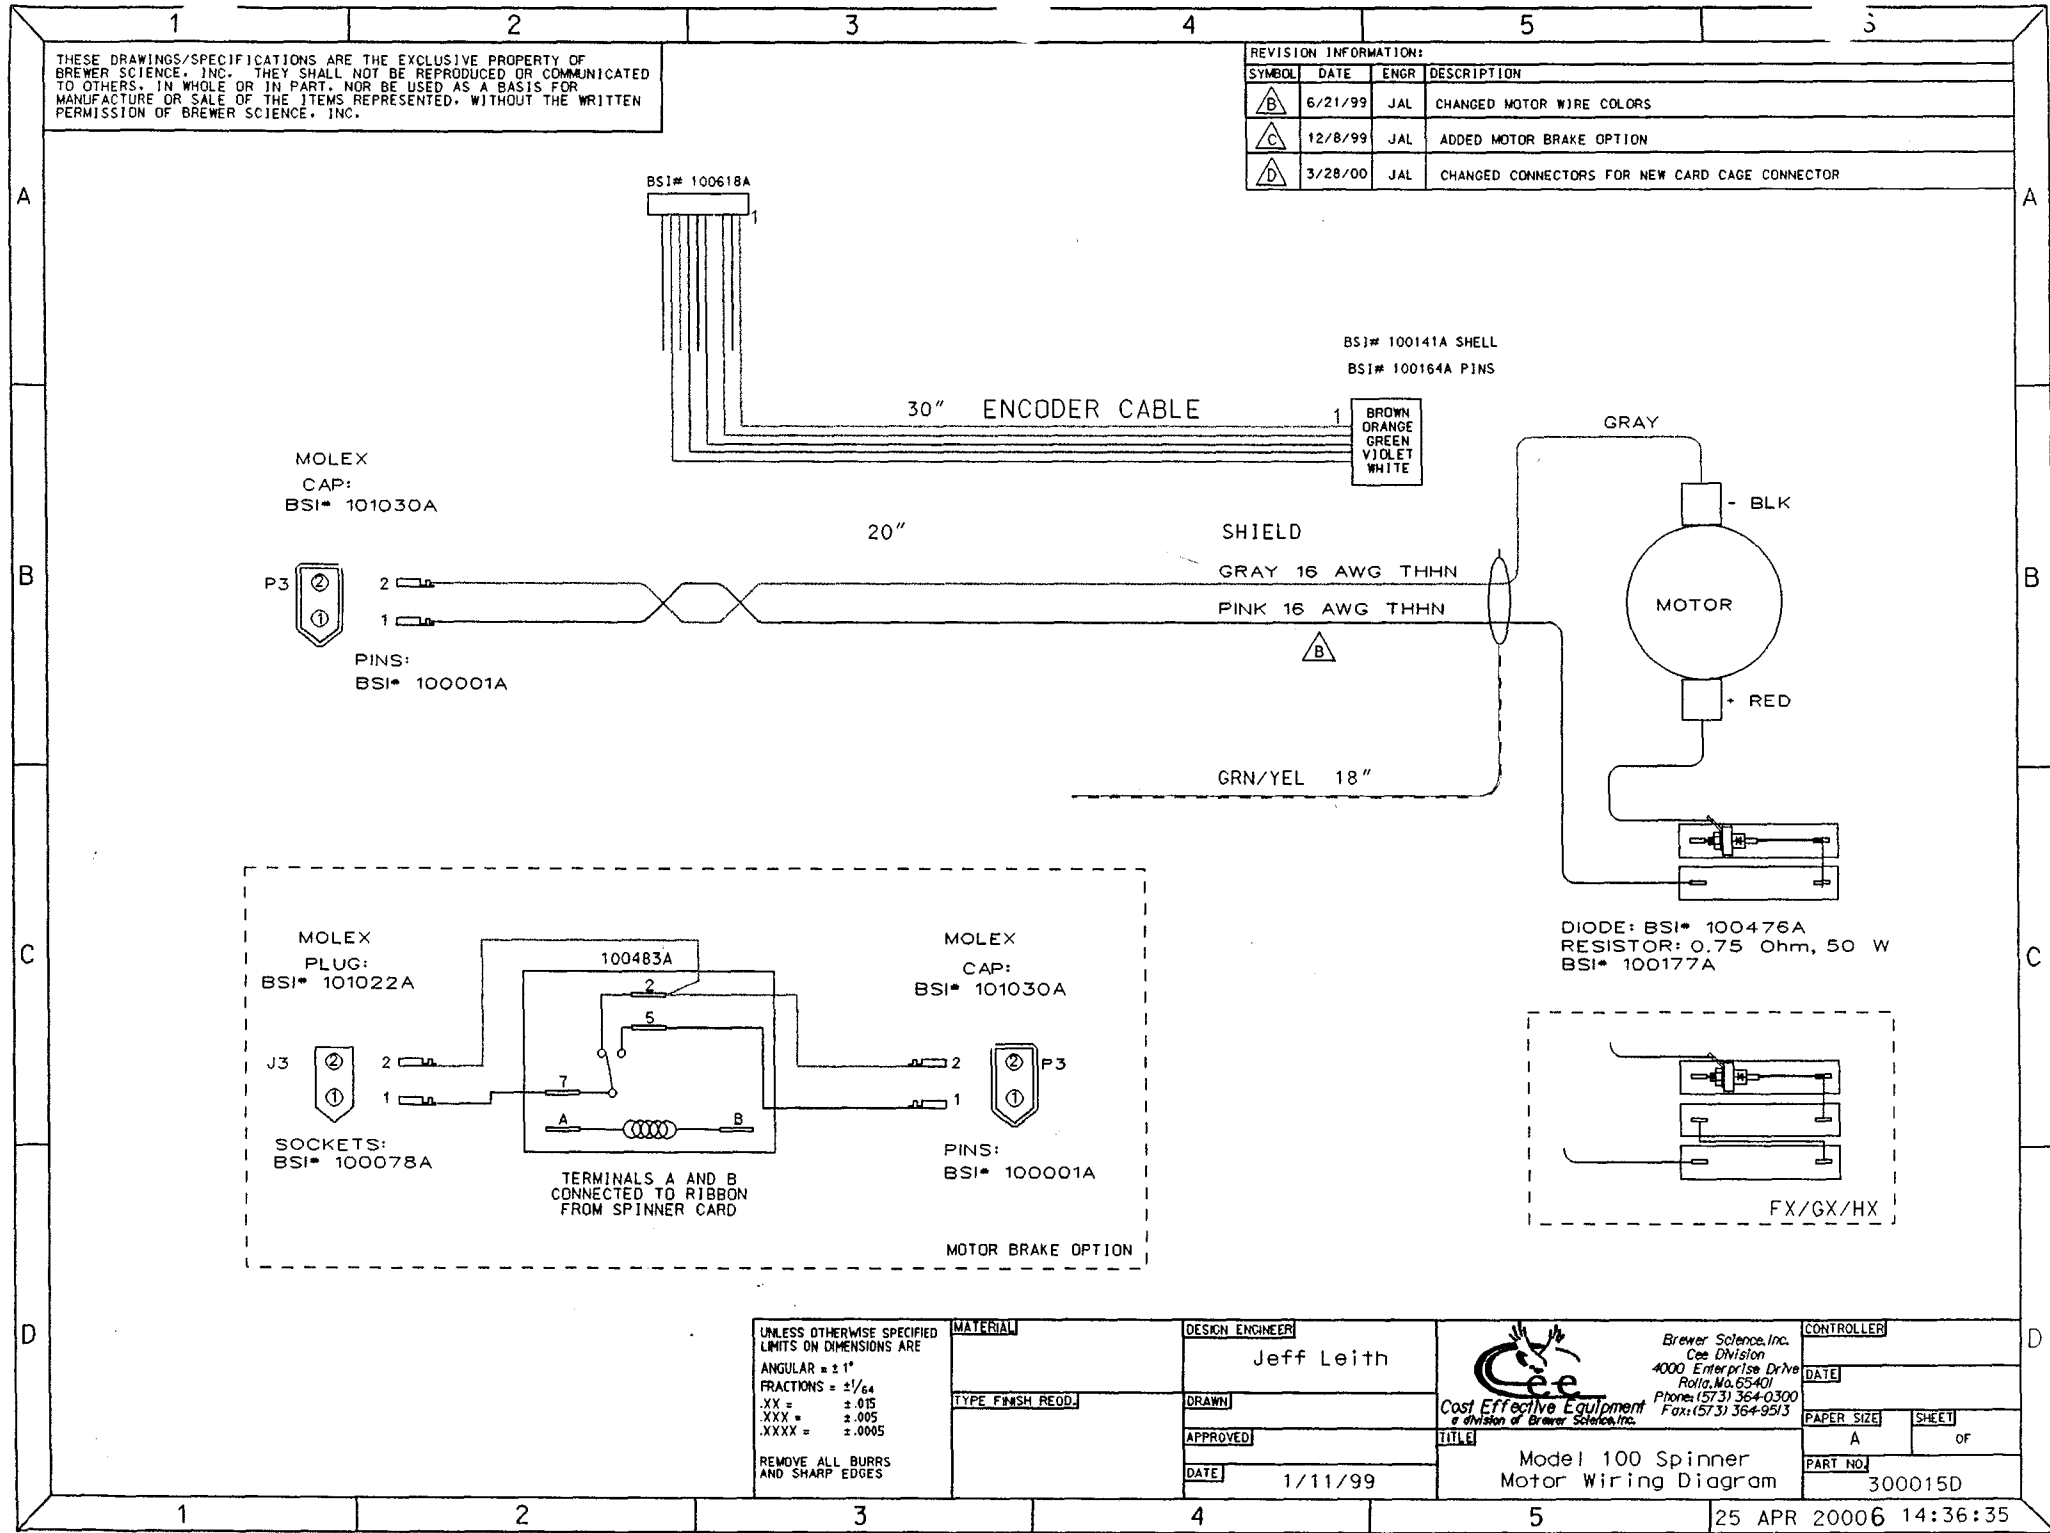 1 2 3 4 5
THESE DRAWINGS/SPECIFICATIONS ARE THE EXCLUSIVE PROPERTY OF
BREWER SCIENCE, INC. THEY SHALL NOT BE REPRODUCED OR COMMUNICATED
TO OTHERS, IN WHOLE OR IN PART, NOR BE USED AS A BASIS FOR
MANUFACTURE OR SALE OF THE ITEMS REPRESENTED, WITHOUT THE WRITTEN
PERMISSION OF BREWER SCIENCE, INC.
REVISION INFORMATION:
SYMBOL DATE ENGR DESCRIPTION
B 6/21/99 JAL CHANGED MOTOR WIRE COLORS
C 12/8/99 JAL ADDED MOTOR BRAKE OPTION
D 3/28/00 JAL CHANGED CONNECTORS FOR NEW CARD CAGE CONNECTOR
A A
BSI# 100618A
1
BSI# 100141A SHELL
BSI# 100164A PINS
30" ENCODER CABLE
1 BROWN
ORANGE
GREEN
VIOLET
WHITE
GRAY
MOLEX
CAP:
BSI# 101030A
- BLK
20" SHIELD
GRAY 16 AWG THHN
B B
P3 2 2
1 1
PINK 16 AWG THHN
B
MOTOR
PINS:
BSI# 100001A
+ RED
GRN/YEL 18"
DIODE: BSI# 100476A
RESISTOR: 0.75 Ohm, 50 W
BSI# 100177A
C C
MOLEX
PLUG:
BSI# 101022A
100483A
MOLEX
CAP:
BSI# 101030A
2
5
J3 2 2
1 1
7
A B
2 2 P3
1 1
SOCKETS:
BSI# 100078A
PINS:
BSI# 100001A
TERMINALS A AND B
CONNECTED TO RIBBON
FROM SPINNER CARD
MOTOR BRAKE OPTION
FX/GX/HX
D D
UNLESS OTHERWISE SPECIFIED
LIMITS ON DIMENSIONS ARE
ANGULAR = ± 1°
FRACTIONS = ±1/64
.XX = ± .015
.XXX = ± .005
.XXXX = ± .0005
REMOVE ALL BURRS
AND SHARP EDGES
MATERIAL
TYPE FINISH REQD.
DESIGN ENGINEER
Jeff Leith
DRAWN
APPROVED
DATE 1/11/99
Cee
Cost Effective Equipment
a division of Brewer Science, Inc.
Brewer Science, Inc.
Cee Division
4000 Enterprise Drive
Rolla, Mo. 65401
Phone: (573) 364-0300
Fax: (573) 364-9513
TITLE
Model 100 Spinner
Motor Wiring Diagram
CONTROLLER
DATE
PAPER SIZE
A
SHEET
OF
PART NO.
300015D
1 2 3 4 5
25 APR 20006 14:36:35